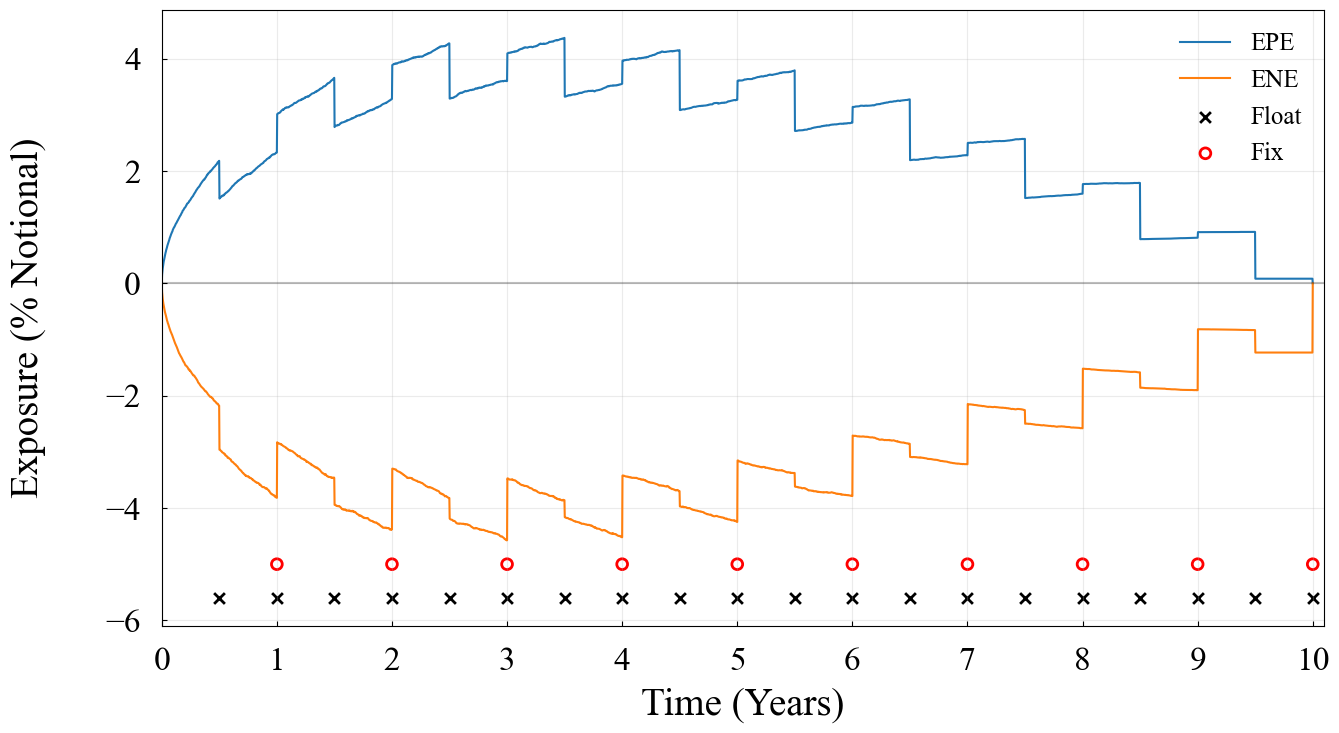 EPE
ENE
Float
Fix
4
2
0
−2
−4
−6
Exposure (% Notional)
0 1 2 3 4 5 6 7 8 9 10
Time (Years)